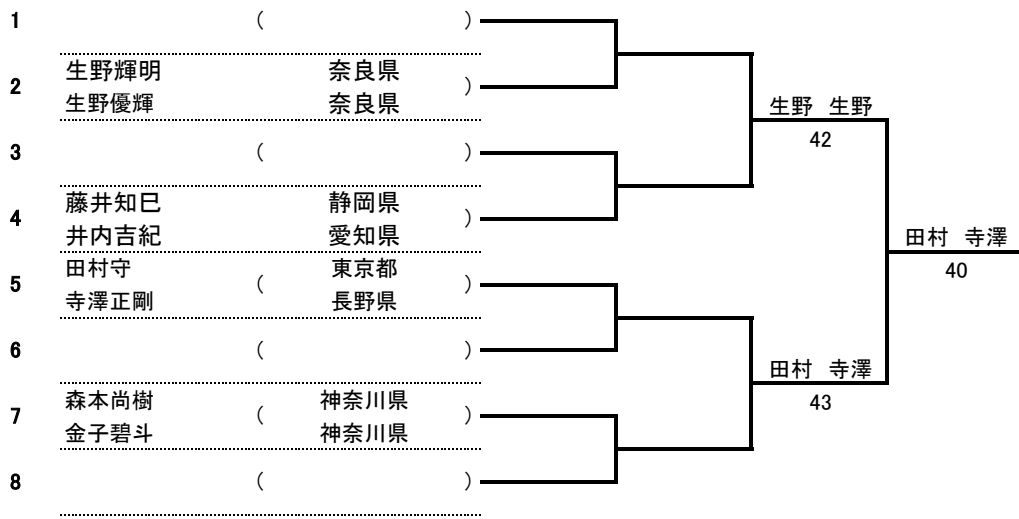 1 ( )
生野輝明 奈良県
2 )
生野優輝 奈良県
生野 生野
42
3 ( )
藤井知巳 静岡県
4 )
井内吉紀 愛知県
田村 寺澤
40
田村守 東京都
5 ( )
寺澤正剛 長野県
6 ( )
田村 寺澤
43
森本尚樹 神奈川県
7 ( )
金子碧斗 神奈川県
8 ( )